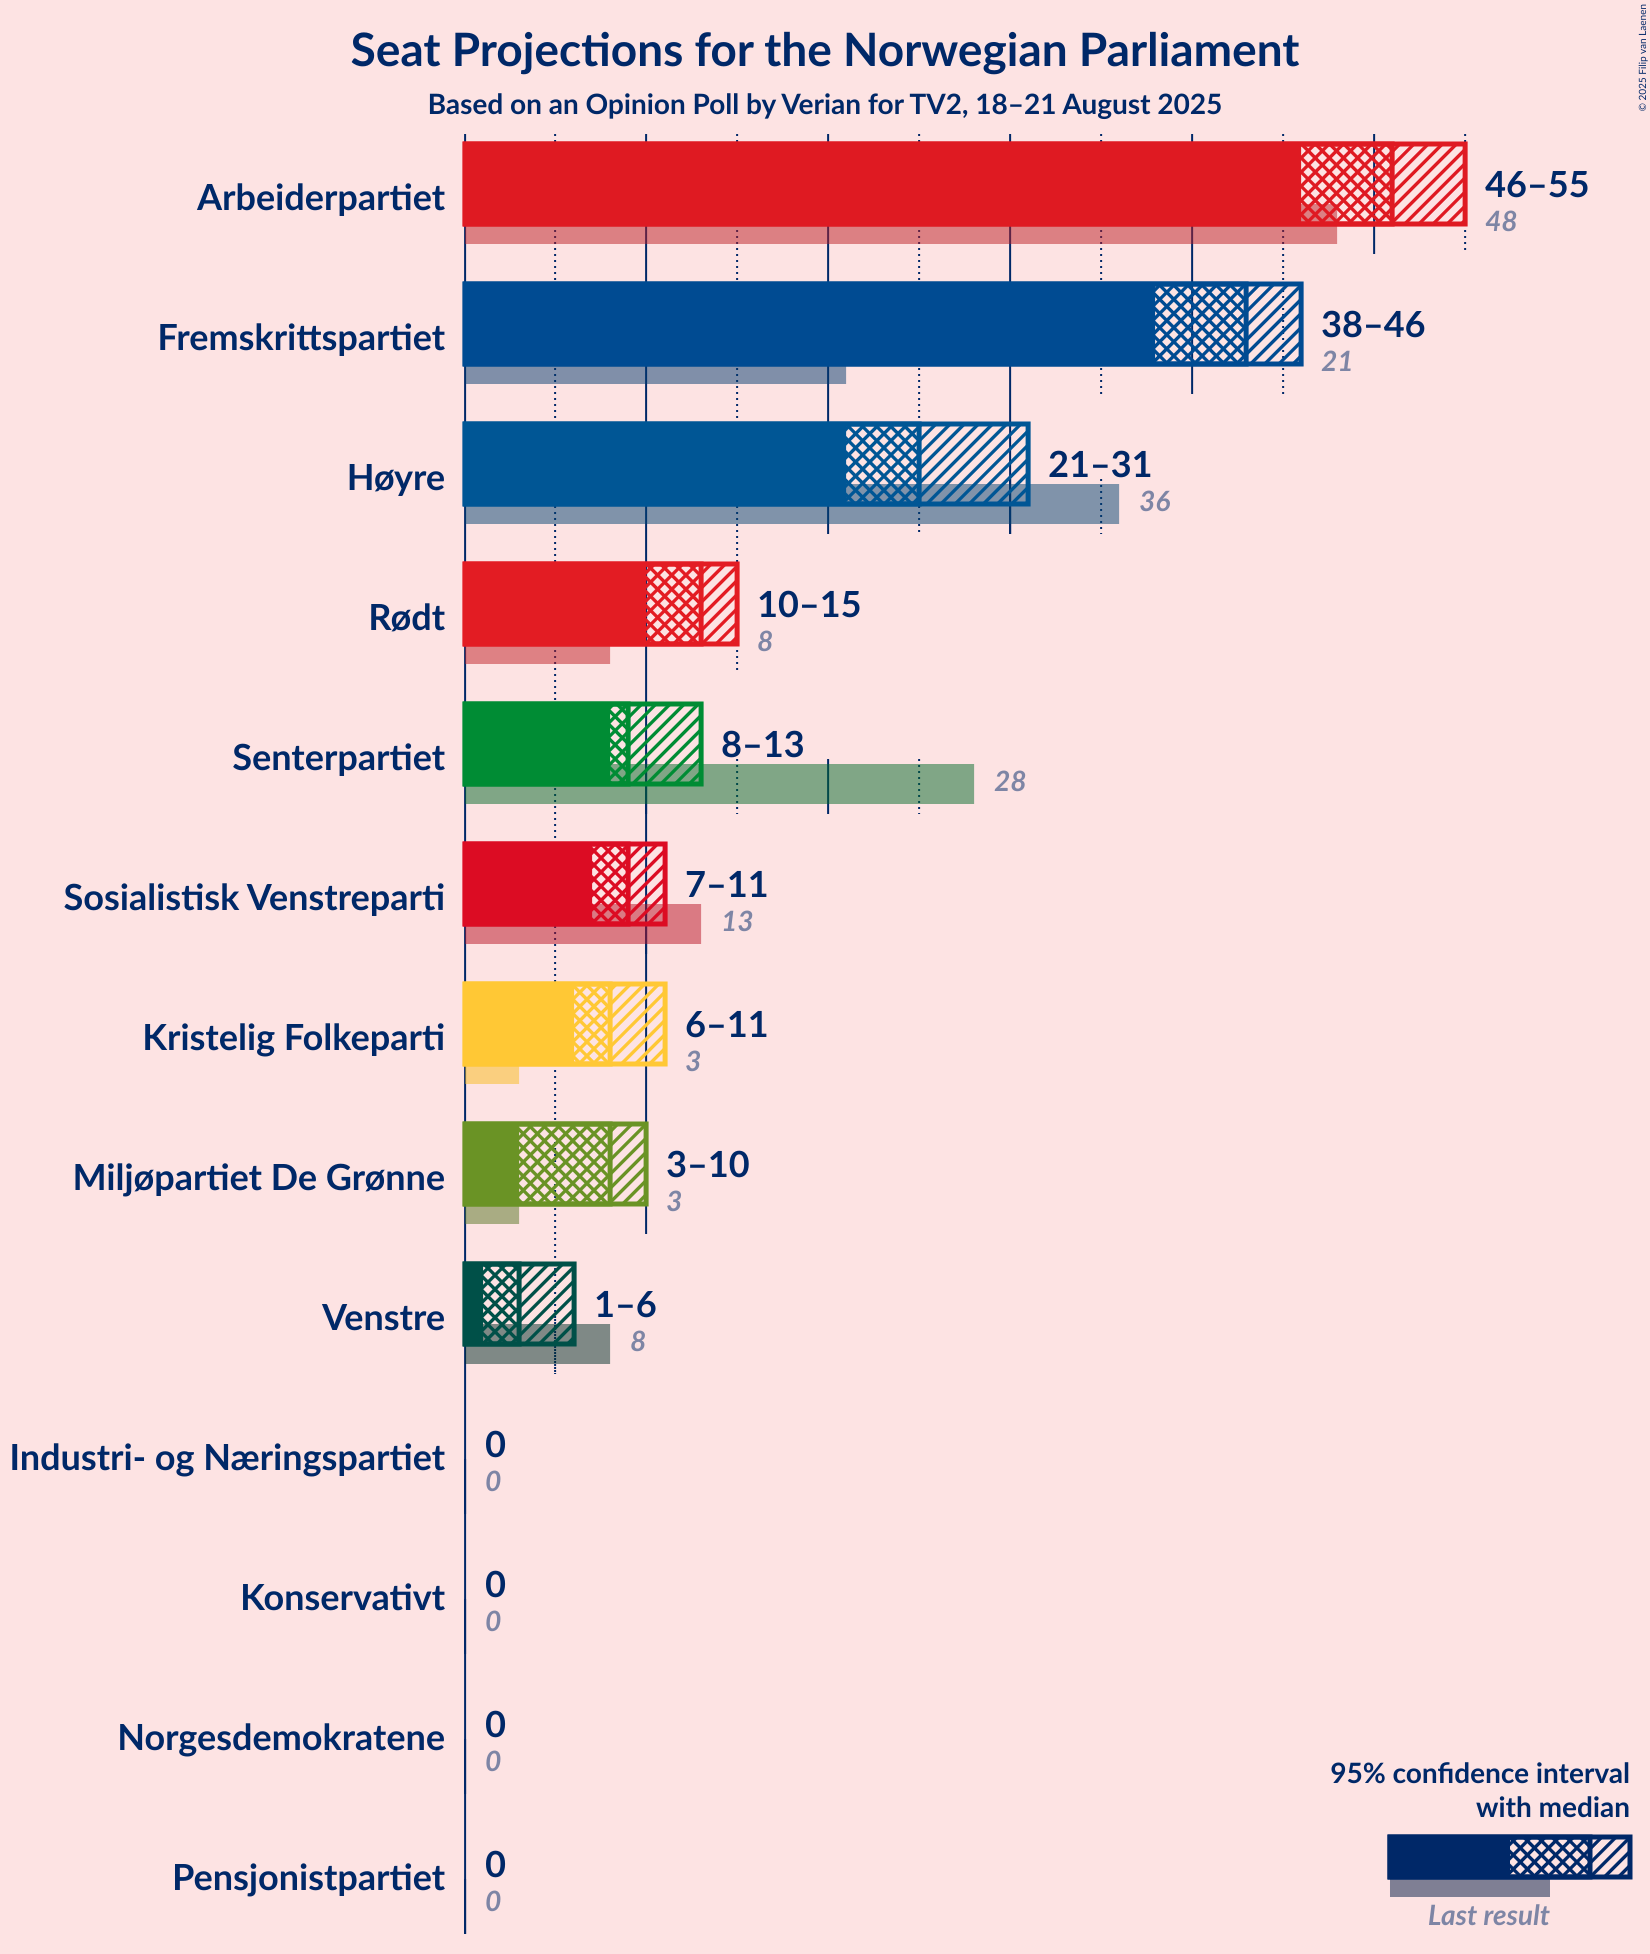 Seat Projections for the Norwegian Parliament
Based on an Opinion Poll by Verian for TV2, 18–21 August 2025
© 2025 Filip van Laenen
Arbeiderpartiet
46–55
48
Fremskrittspartiet
38–46
21
Høyre
21–31
36
Rødt
10–15
8
Senterpartiet
8–13
28
Sosialistisk Venstreparti
7–11
13
Kristelig Folkeparti
6–11
3
Miljøpartiet De Grønne
3–10
3
Venstre
1–6
8
Industri- og Næringspartiet
0
0
Konservativt
0
0
Norgesdemokratene
0
0
Pensjonistpartiet
0
0
95% confidence interval
with median
Last result